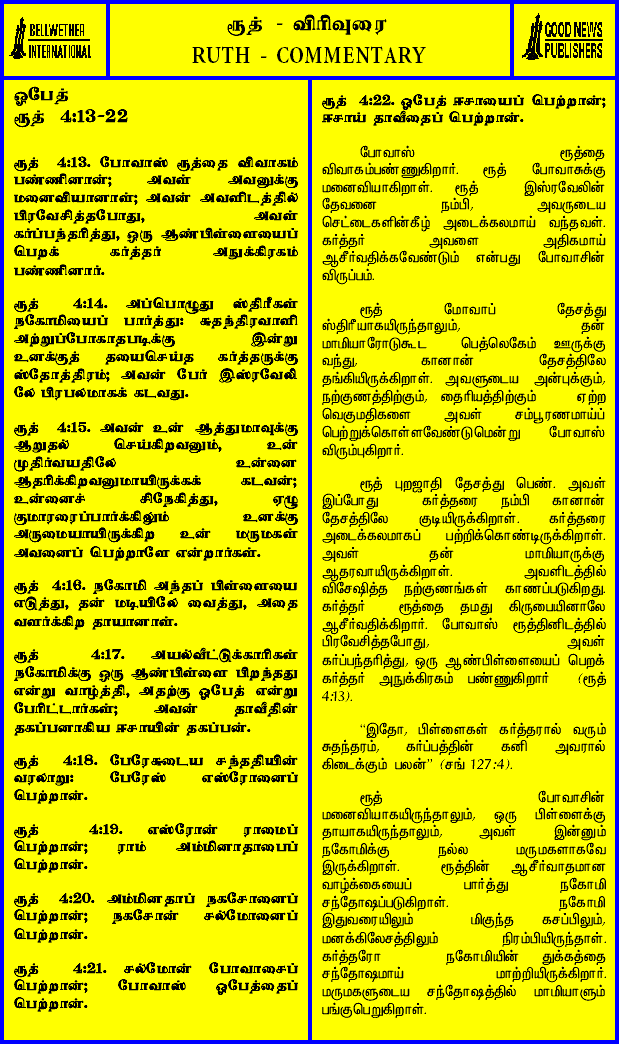 BELLWETHER
INTERNATIONAL
ரூத் - விரிவுரை
RUTH - COMMENTARY
GOOD NEWS
PUBLISHERS
ஓபேத்
ரூத் 4:13-22
ரூத் 4:13. போவாஸ் ரூத்தை விவாகம்
பண்ணினான்; அவள் அவனுக்கு
மனைவியானாள்; அவன் அவளிடத்தில்
பிரவேசித்தபோது, அவள்
கர்ப்பந்தரித்து, ஒரு ஆண்பிள்ளையைப்
பெறக் கர்த்தர் அநுக்கிரகம்
பண்ணினார்.
ரூத் 4:14. அப்பொழுது ஸ்திரீகள்
நகோமியைப் பார்த்து: சுதந்திரவாளி
அற்றுப்போகாதபடிக்கு இன்று
உனக்குத் தயைசெய்த கர்த்தருக்கு
ஸ்தோத்திரம்; அவன் பேர் இஸ்ரவேலி
லே பிரபலமாகக் கடவது.
ரூத் 4:15. அவன் உன் ஆத்துமாவுக்கு
ஆறுதல் செய்கிறவனும், உன்
முதிர்வயதிலே உன்னை
ஆதரிக்கிறவனுமாயிருக்கக் கடவன்;
உன்னைச் சிநேகித்து, ஏழு
குமாரரைப்பார்க்கிலும் உனக்கு
அருமையாயிருக்கிற உன் மருமகள்
அவனைப் பெற்றாளே என்றார்கள்.
ரூத் 4:16. நகோமி அந்தப் பிள்ளையை
எடுத்து, தன் மடியிலே வைத்து, அதை
வளர்க்கிற தாயானாள்.
ரூத் 4:17. அயல்வீட்டுக்காரிகள்
நகோமிக்கு ஒரு ஆண்பிள்ளை பிறந்தது
என்று வாழ்த்தி, அதற்கு ஓபேத் என்று
பேரிட்டார்கள்; அவன் தாவீதின்
தகப்பனாகிய ஈசாயின் தகப்பன்.
ரூத் 4:18. பேரேசுடைய சந்ததியின்
வரலாறு: பேரேஸ் எஸ்ரோனைப்
பெற்றான்.
ரூத் 4:19. எஸ்ரோன் ராமைப்
பெற்றான்; ராம் அம்மினாதாபைப்
பெற்றான்.
ரூத் 4:20. அம்மினதாப் நகசோனைப்
பெற்றான்; நகசோன் சல்மோனைப்
பெற்றான்.
ரூத் 4:21. சல்மோன் போவாசைப்
பெற்றான்; போவாஸ் ஓபேத்தைப்
பெற்றான்.
ரூத் 4:22. ஓபேத் ஈசாயைப் பெற்றான்;
ஈசாய் தாவீதைப் பெற்றான்.
போவாஸ் ரூத்தை
விவாகம்பண்ணுகிறார். ரூத் போவாசுக்கு
மனைவியாகிறாள். ரூத் இஸ்ரவேலின்
தேவனை நம்பி, அவருடைய
செட்டைகளின்கீழ் அடைக்கலமாய் வந்தவள்.
கர்த்தர் அவளை அதிகமாய்
ஆசீர்வதிக்கவேண்டும் என்பது போவாசின்
விருப்பம்.
ரூத் மோவாப் தேசத்து
ஸ்திரீயாகயிருந்தாலும், தன்
மாமியாரோடுகூட பெத்லெகேம் ஊருக்கு
வந்து, கானான் தேசத்திலே
தங்கியிருக்கிறாள். அவளுடைய அன்புக்கும்,
நற்குணத்திற்கும், தைரியத்திற்கும் ஏற்ற
வெகுமதிகளை அவள் சம்பூரணமாய்ப்
பெற்றுக்கொள்ளவேண்டுமென்று போவாஸ்
விரும்புகிறார்.
ரூத் புறஜாதி தேசத்து பெண். அவள்
இப்போது கர்த்தரை நம்பி கானான்
தேசத்திலே குடியிருக்கிறாள். கர்த்தரை
அடைக்கலமாகப் பற்றிக்கொண்டிருக்கிறாள்.
அவள் தன் மாமியாருக்கு
ஆதரவாயிருக்கிறாள். அவளிடத்தில்
விசேஷித்த நற்குணங்கள் காணப்படுகிறது.
கர்த்தர் ரூத்தை தமது கிருபையினாலே
ஆசீர்வதிக்கிறார். போவாஸ் ரூத்தினிடத்தில்
பிரவேசித்தபோது, அவள்
கர்ப்பந்தரித்து, ஒரு ஆண்பிள்ளையைப் பெறக்
கர்த்தர் அநுக்கிரகம் பண்ணுகிறார் (ரூத்
4:13).
“இதோ, பிள்ளைகள் கர்த்தரால் வரும்
சுதந்தரம், கர்ப்பத்தின் கனி அவரால்
கிடைக்கும் பலன்” (சங் 127:4).
ரூத் போவாசின்
மனைவியாகயிருந்தாலும், ஒரு பிள்ளைக்கு
தாயாகயிருந்தாலும், அவள் இன்னும்
நகோமிக்கு நல்ல மருமகளாகவே
இருக்கிறாள். ரூத்தின் ஆசீர்வாதமான
வாழ்க்கையைப் பார்த்து நகோமி
சந்தோஷப்படுகிறாள். நகோமி
இதுவரையிலும் மிகுந்த கசப்பிலும்,
மனக்கிலேசத்திலும் நிரம்பியிருந்தாள்.
கர்த்தரோ நகோமியின் துக்கத்தை
சந்தோஷமாய் மாற்றியிருக்கிறார்.
மருமகளுடைய சந்தோஷத்தில் மாமியாளும்
பங்குபெறுகிறாள்.